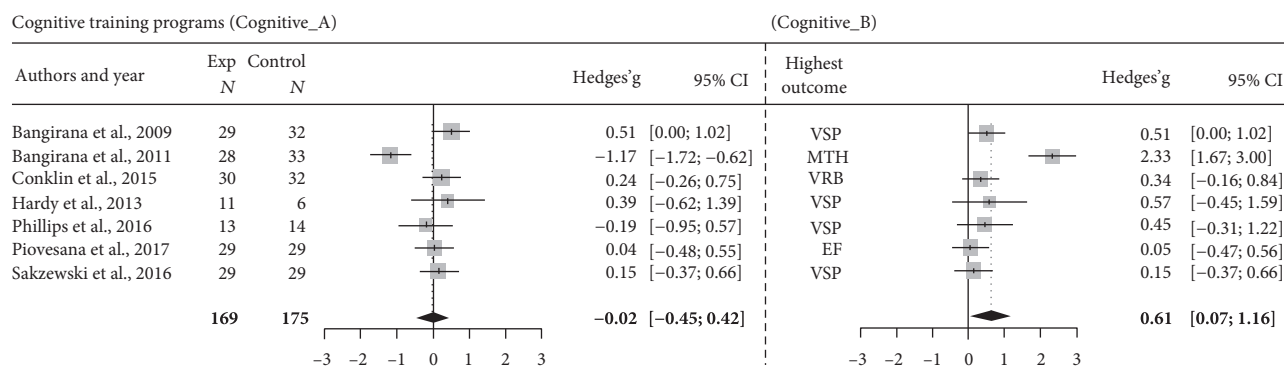 Cognitive training programs (Cognitive_A) (Cognitive_B)
Authors and year Exp N Control N Hedges'g 95% CI Highest outcome Hedges'g 95% CI
Bangirana et al., 2009 29 32 0.51 [0.00; 1.02] VSP 0.51 [0.00; 1.02]
Bangirana et al., 2011 28 33 −1.17 [−1.72; −0.62] MTH 2.33 [1.67; 3.00]
Conklin et al., 2015 30 32 0.24 [−0.26; 0.75] VRB 0.34 [−0.16; 0.84]
Hardy et al., 2013 11 6 0.39 [−0.62; 1.39] VSP 0.57 [−0.45; 1.59]
Phillips et al., 2016 13 14 −0.19 [−0.95; 0.57] VSP 0.45 [−0.31; 1.22]
Piovesana et al., 2017 29 29 0.04 [−0.48; 0.55] EF 0.05 [−0.47; 0.56]
Sakzewski et al., 2016 29 29 0.15 [−0.37; 0.66] VSP 0.15 [−0.37; 0.66]
169 175 −0.02 [−0.45; 0.42] 0.61 [0.07; 1.16]
−3 −2 −1 0 1 2 3 −3 −2 −1 0 1 2 3